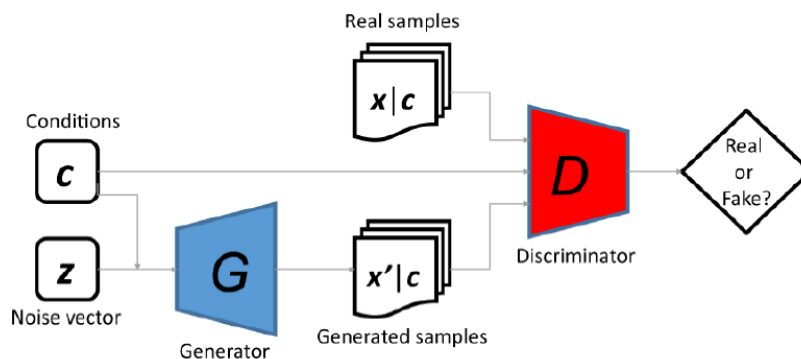 Real samples
x|c
Conditions
c
D
Real
or
Fake?
z
G
x'|c
Discriminator
Noise vector
Generator
Generated samples